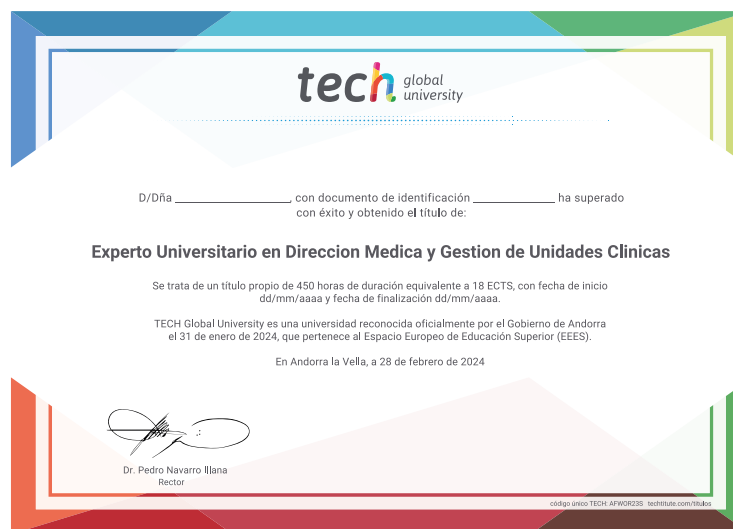 tech global
university
D/Dña ______________, con documento de identificación ______________ ha superado
con éxito y obtenido el título de:
Experto Universitario en Direccion Medica y Gestion de Unidades Clinicas
Se trata de un título propio de 450 horas de duración equivalente a 18 ECTS, con fecha de inicio
dd/mm/aaaa y fecha de finalización dd/mm/aaaa.
TECH Global University es una universidad reconocida oficialmente por el Gobierno de Andorra
el 31 de enero de 2024, que pertenece al Espacio Europeo de Educación Superior (EEES).
En Andorra la Vella, a 28 de febrero de 2024
Dr. Pedro Navarro Illana
Rector
código único TECH: AFWOR23S techtitute.com/titulos